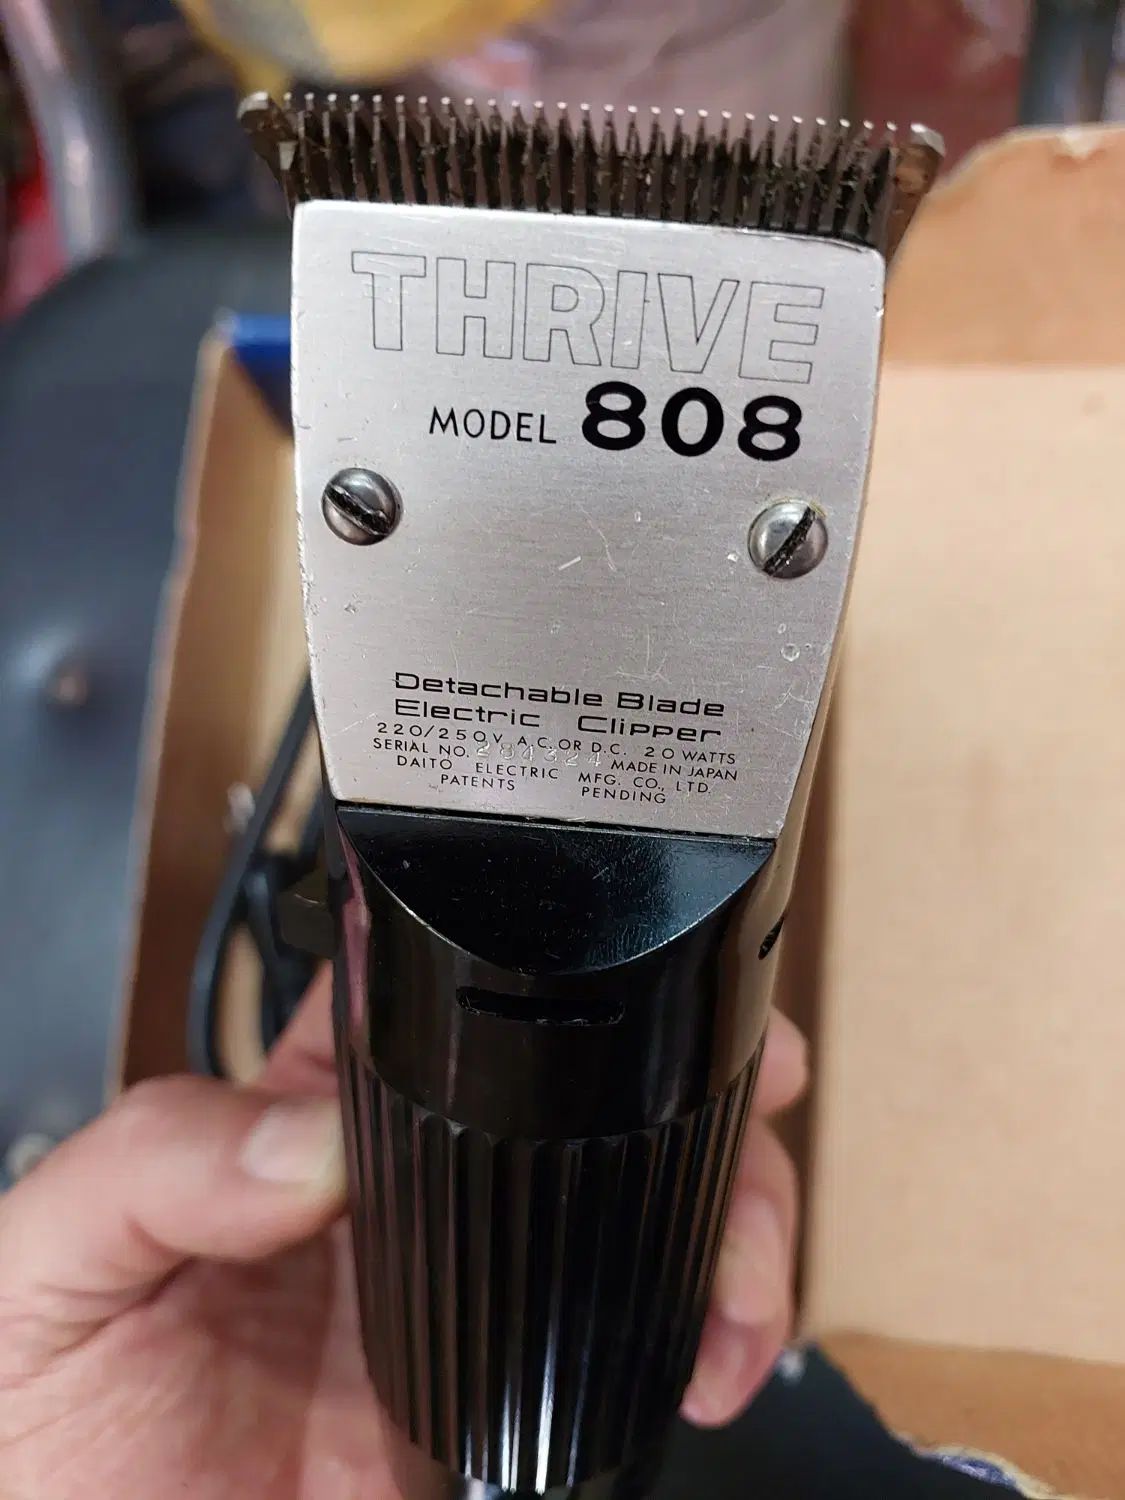 THRIVE
MODEL 808
Detachable Blade
Electric Clipper
220/250V A.C. OR D.C. 20 WATTS
SERIAL NO. 284324 MADE IN JAPAN
DAITO ELECTRIC MFG. CO., LTD.
PATENTS PENDING